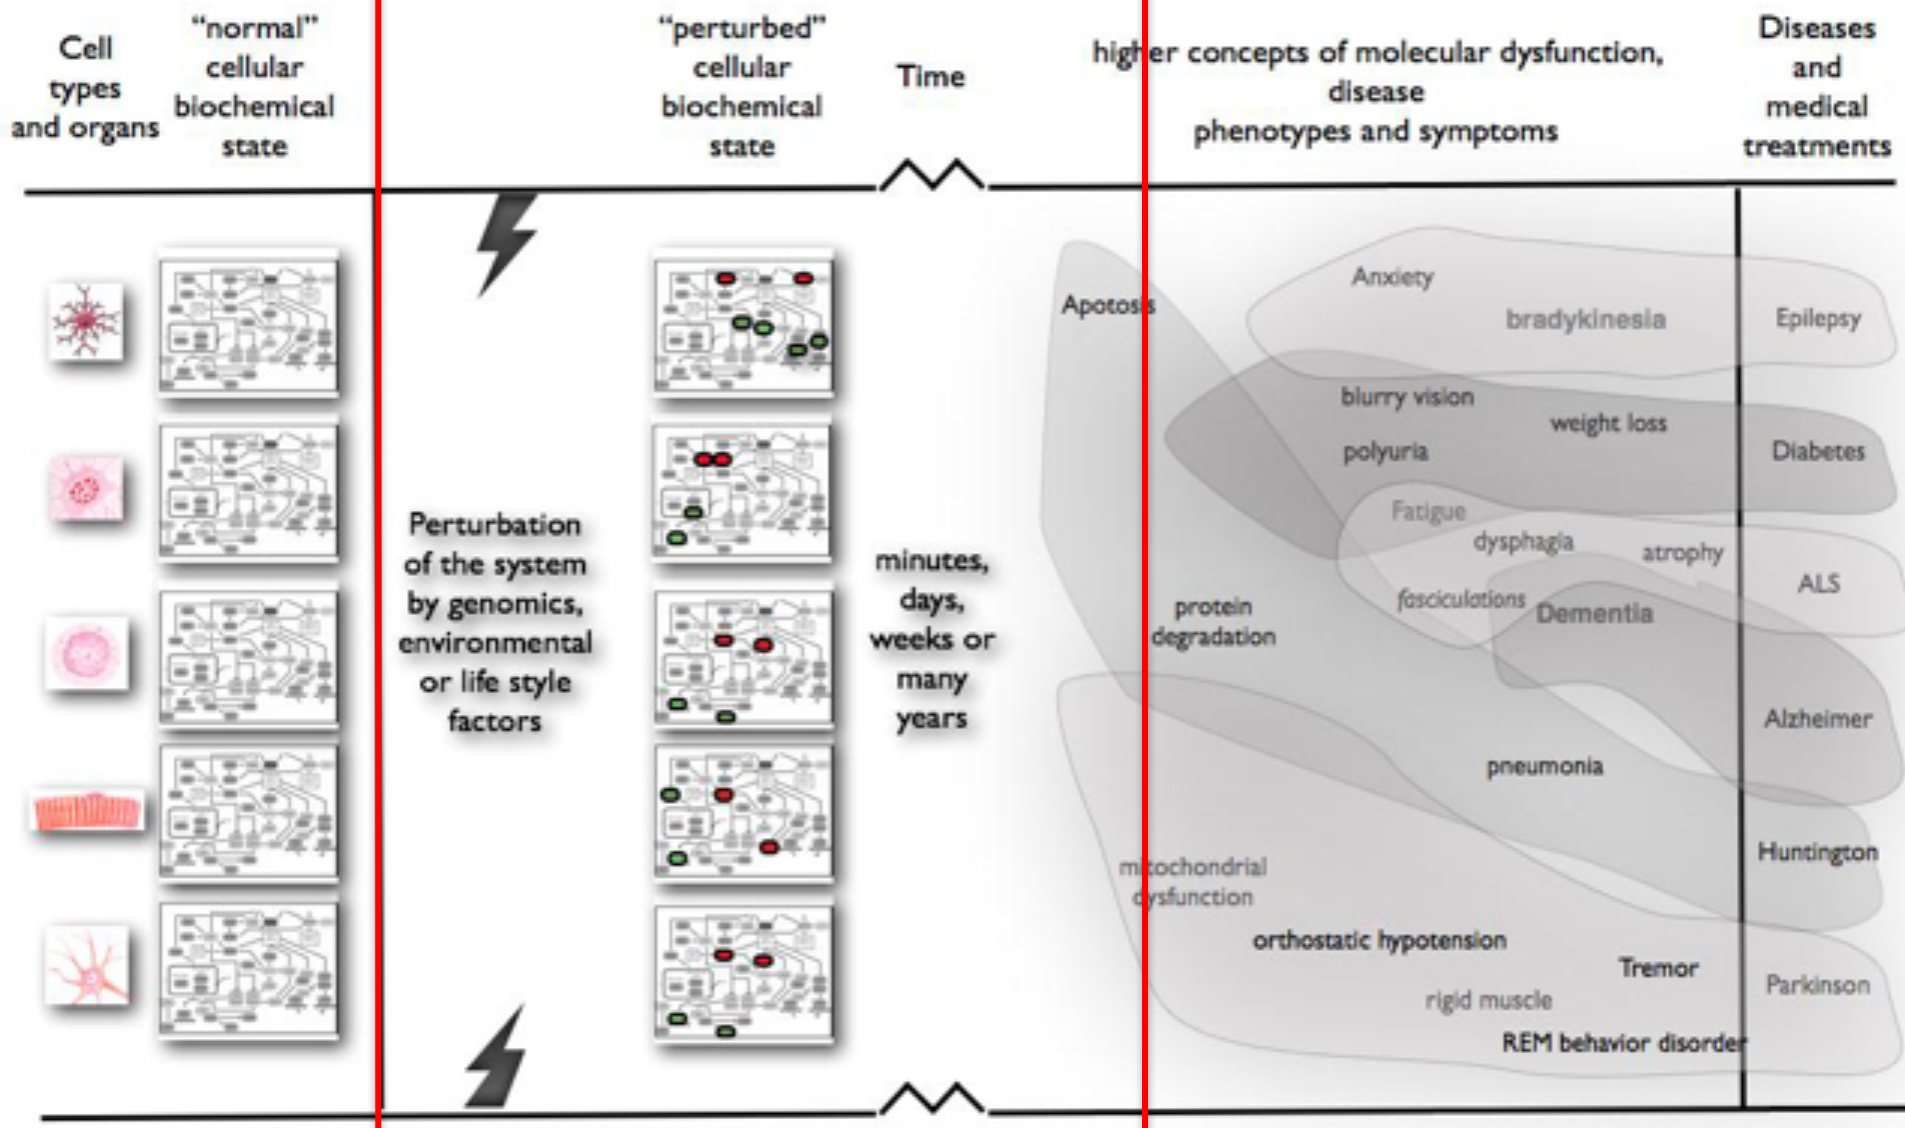 Cell
types
and organs
“normal”
cellular
biochemical
state
“perturbed”
cellular
biochemical
state
Time
higher concepts of molecular dysfunction,
disease
phenotypes and symptoms
Diseases
and
medical
treatments
Perturbation
of the system
by genomics,
environmental
or life style
factors
minutes,
days,
weeks or
many
years
Apotosis
Anxiety
bradykinesia
Epilepsy
blurry vision
weight loss
polyuria
Diabetes
Fatigue
dysphagia
atrophy
ALS
fasciculations
Dementia
protein
degradation
Alzheimer
pneumonia
Huntington
mitochondrial
dysfunction
orthostatic hypotension
Tremor
rigid muscle
Parkinson
REM behavior disorder